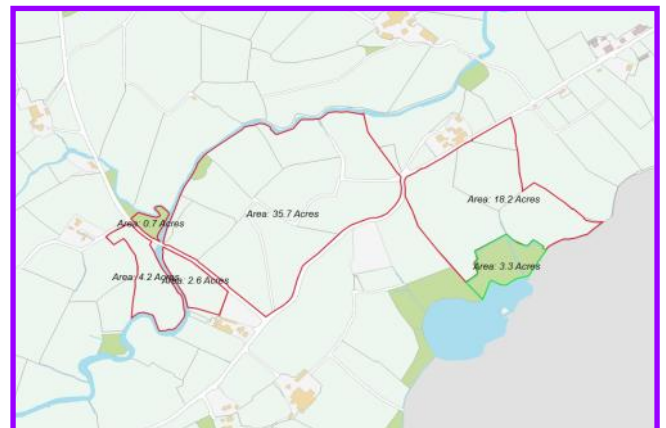 Area: 18.2 Acres
Area: 35.7 Acres
Area: 0.7 Acres
Area: 3.3 Acres
Area: 4.2 Acres
Area: 2.6 Acres